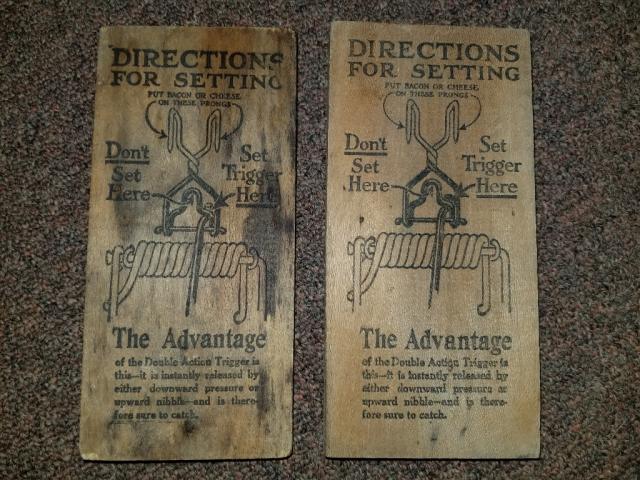 DIRECTIONS
FOR SETTING
PUT BACON OR CHEESE
ON THESE PRONGS
Don't
Set
Here
Set
Trigger
Here
The Advantage
of the Double Action Trigger is
this—it is instantly released by
either downward pressure or
upward nibble—and is there-
fore sure to catch.
DIRECTIONS
FOR SETTING
PUT BACON OR CHEESE
ON THESE PRONGS
Don't
Set
Here
Set
Trigger
Here
The Advantage
of the Double Action Trigger is
this—it is instantly released by
either downward pressure or
upward nibble—and is there-
fore sure to catch.